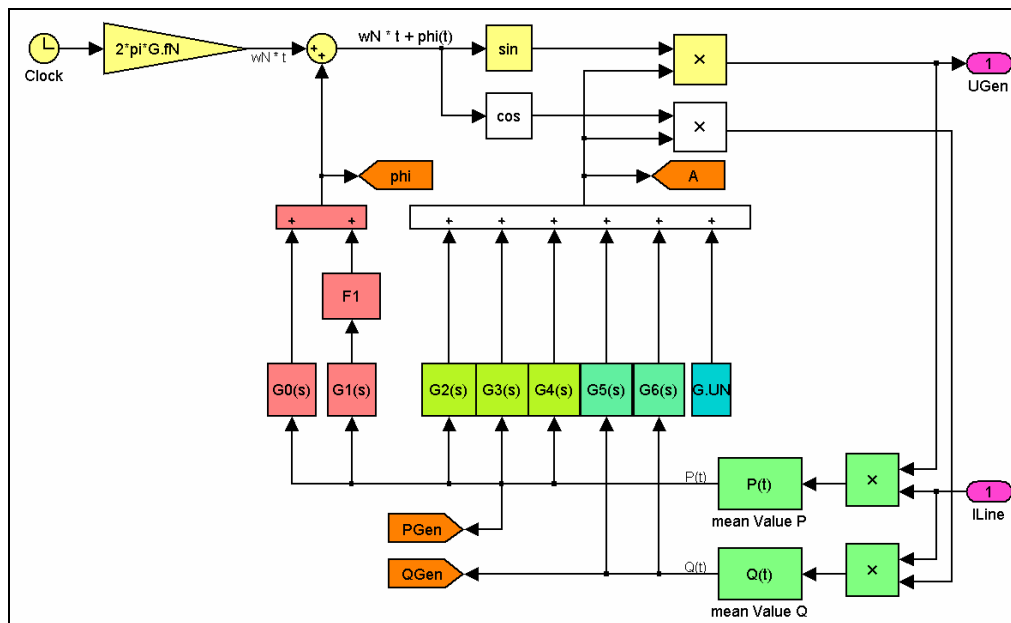 wN * t + phi(t)
2*pi*G.fN
+
+
sin
×
1
wN * t
Clock
UGen
cos
×
phi
A
+ +
+ + + + + +
F1
G0(s) G1(s) G2(s) G3(s) G4(s) G5(s) G6(s) G.UN
P(t)
P(t)
×
1
mean Value P
ILine
PGen
QGen
Q(t)
Q(t)
×
mean Value Q